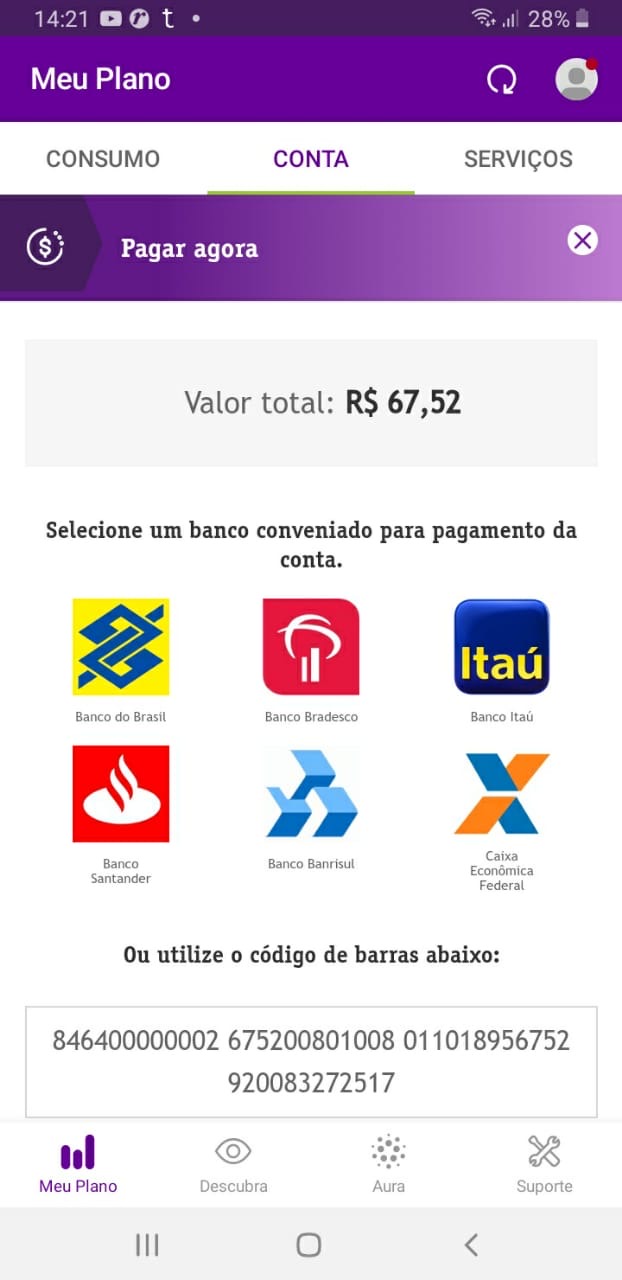 14:21 t 28%
Meu Plano
CONSUMO CONTA SERVIÇOS
$ Pagar agora
Valor total: R$ 67,52
Selecione um banco conveniado para pagamento da
conta.
Itaú
Banco do Brasil Banco Bradesco Banco Itaú
Banco
Santander
Banco Banrisul
Caixa
Econômica
Federal
Ou utilize o código de barras abaixo:
846400000002 675200801008 011018956752
920083272517
Meu Plano Descubra Aura Suporte